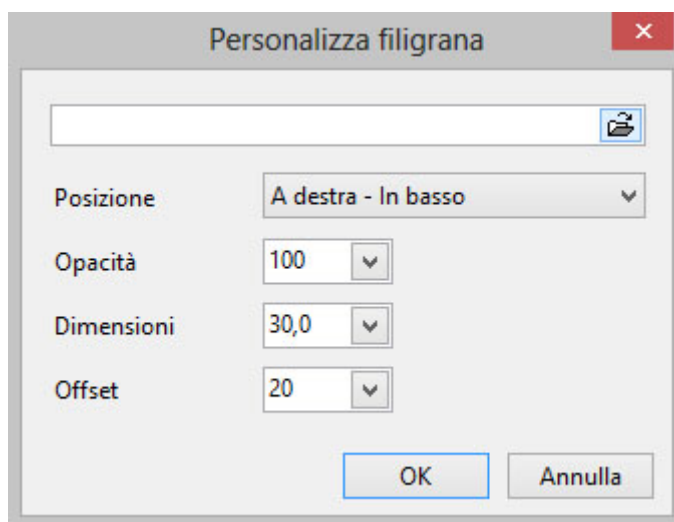 Personalizza filigrana
Posizione A destra - In basso
Opacità 100
Dimensioni 30,0
Offset 20
OK Annulla